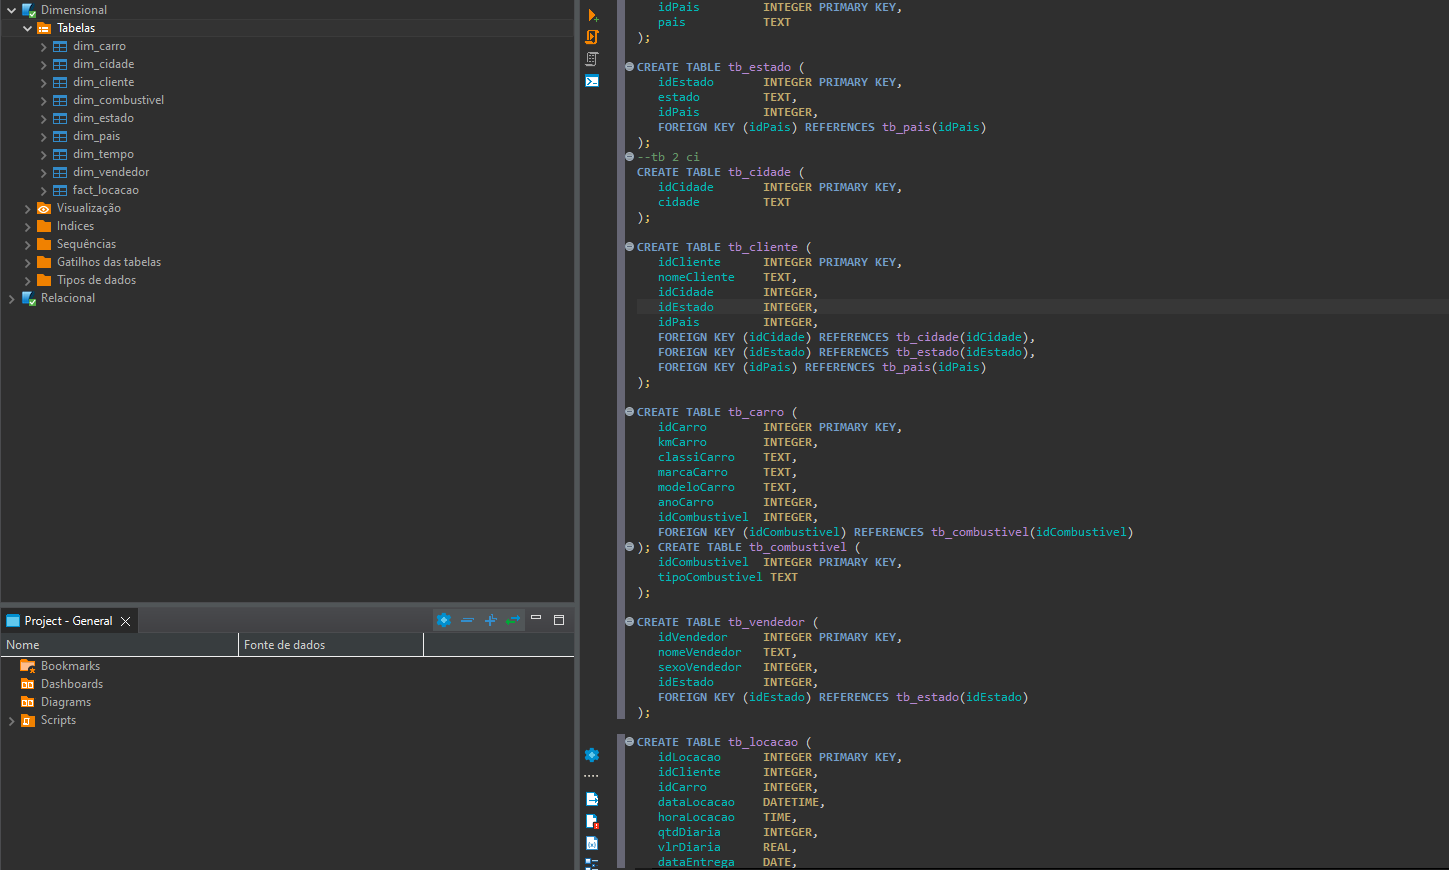 Dimensional
Tabelas
dim_carro
dim_cidade
dim_cliente
dim_combustivel
dim_estado
dim_pais
dim_tempo
dim_vendedor
fact_locacao
Visualização
Indices
Sequências
Gatilhos das tabelas
Tipos de dados
Relacional
Project - General
Nome Fonte de dados
Bookmarks
Dashboards
Diagrams
Scripts
idPais INTEGER PRIMARY KEY,
pais TEXT
);
CREATE TABLE tb_estado (
idEstado INTEGER PRIMARY KEY,
estado TEXT,
idPais INTEGER,
FOREIGN KEY (idPais) REFERENCES tb_pais(idPais)
);
--tb 2 ci
CREATE TABLE tb_cidade (
idCidade INTEGER PRIMARY KEY,
cidade TEXT
);
CREATE TABLE tb_cliente (
idCliente INTEGER PRIMARY KEY,
nomeCliente TEXT,
idCidade INTEGER,
idEstado INTEGER,
idPais INTEGER,
FOREIGN KEY (idCidade) REFERENCES tb_cidade(idCidade),
FOREIGN KEY (idEstado) REFERENCES tb_estado(idEstado),
FOREIGN KEY (idPais) REFERENCES tb_pais(idPais)
);
CREATE TABLE tb_carro (
idCarro INTEGER PRIMARY KEY,
kmCarro INTEGER,
classiCarro TEXT,
marcaCarro TEXT,
modeloCarro TEXT,
anoCarro INTEGER,
idCombustivel INTEGER,
FOREIGN KEY (idCombustivel) REFERENCES tb_combustivel(idCombustivel)
); CREATE TABLE tb_combustivel (
idCombustivel INTEGER PRIMARY KEY,
tipoCombustivel TEXT
);
CREATE TABLE tb_vendedor (
idVendedor INTEGER PRIMARY KEY,
nomeVendedor TEXT,
sexoVendedor INTEGER,
idEstado INTEGER,
FOREIGN KEY (idEstado) REFERENCES tb_estado(idEstado)
);
CREATE TABLE tb_locacao (
idLocacao INTEGER PRIMARY KEY,
idCliente INTEGER,
idCarro INTEGER,
dataLocacao DATETIME,
horaLocacao TIME,
qtdDiaria INTEGER,
vlrDiaria REAL,
dataEntrega DATE,